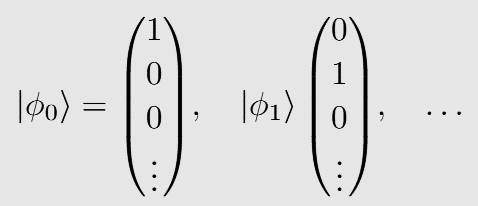 |ϕ₀⟩ = (1 0 0 ⋮), |ϕ₁⟩ (0 1 0 ⋮), …